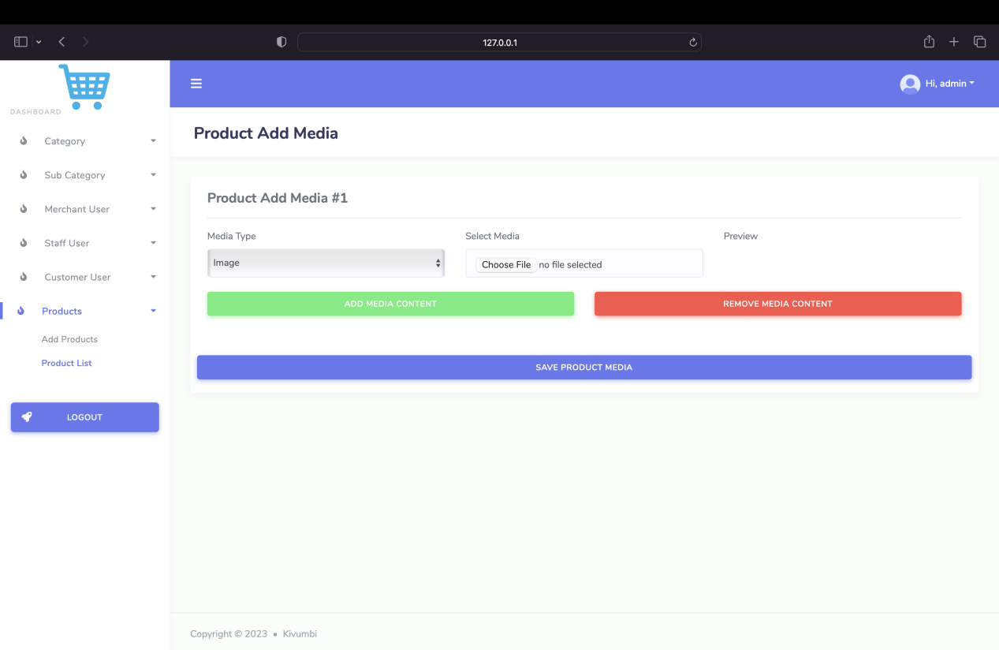 127.0.0.1
DASHBOARD
Hi, admin
Category
Sub Category
Merchant User
Staff User
Customer User
Products
Add Products
Product List
LOGOUT
Product Add Media
Product Add Media #1
Media Type
Select Media
Preview
Image
Choose File no file selected
ADD MEDIA CONTENT
REMOVE MEDIA CONTENT
SAVE PRODUCT MEDIA
Copyright © 2023 • Kivumbi